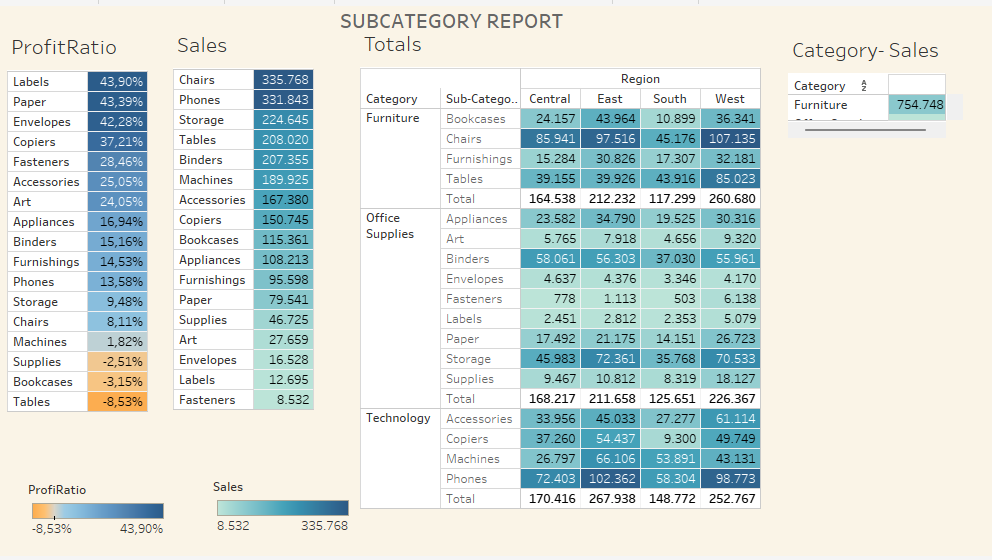 SUBCATEGORY REPORT
ProfitRatio
Labels 43,90%
Paper 43,39%
Envelopes 42,28%
Copiers 37,21%
Fasteners 28,46%
Accessories 25,05%
Art 24,05%
Appliances 16,94%
Binders 15,16%
Furnishings 14,53%
Phones 13,58%
Storage 9,48%
Chairs 8,11%
Machines 1,82%
Supplies -2,51%
Bookcases -3,15%
Tables -8,53%
Sales
Chairs 335.768
Phones 331.843
Storage 224.645
Tables 208.020
Binders 207.355
Machines 189.925
Accessories 167.380
Copiers 150.745
Bookcases 115.361
Appliances 108.213
Furnishings 95.598
Paper 79.541
Supplies 46.725
Art 27.659
Envelopes 16.528
Labels 12.695
Fasteners 8.532
Totals
Region
Category Sub-Catego.. Central East South West
Furniture Bookcases 24.157 43.964 10.899 36.341
Chairs 85.941 97.516 45.176 107.135
Furnishings 15.284 30.826 17.307 32.181
Tables 39.155 39.926 43.916 85.023
Total 164.538 212.232 117.299 260.680
Office Supplies Appliances 23.582 34.790 19.525 30.316
Art 5.765 7.918 4.656 9.320
Binders 58.061 56.303 37.030 55.961
Envelopes 4.637 4.376 3.346 4.170
Fasteners 778 1.113 503 6.138
Labels 2.451 2.812 2.353 5.079
Paper 17.492 21.175 14.151 26.723
Storage 45.983 72.361 35.768 70.533
Supplies 9.467 10.812 8.319 18.127
Total 168.217 211.658 125.651 226.367
Technology Accessories 33.956 45.033 27.277 61.114
Copiers 37.260 54.437 9.300 49.749
Machines 26.797 66.106 53.891 43.131
Phones 72.403 102.362 58.304 98.773
Total 170.416 267.938 148.772 252.767
Category- Sales
Category
Furniture 754.748
ProfiRatio
-8,53% 43,90%
Sales
8.532 335.768